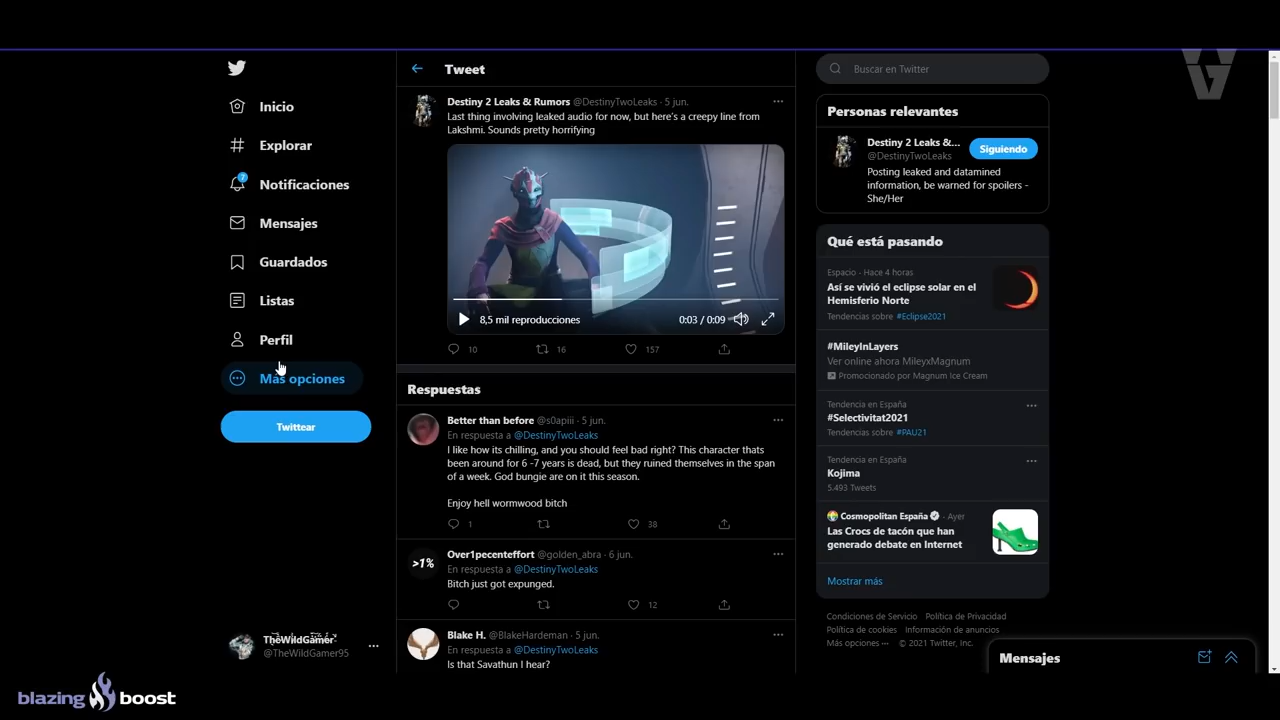 Inicio
Explorar
7
Notificaciones
Mensajes
Guardados
Listas
Perfil
Más opciones
Twittear
TheWildGamer
@TheWildGamer95
Tweet
Destiny 2 Leaks & Rumors @DestinyTwoLeaks · 5 jun.
Last thing involving leaked audio for now, but here's a creepy line from
Lakshmi. Sounds pretty horrifying
8,5 mil reproducciones
0:03 / 0:09
10 16 157
Respuestas
Better than before @s0apiii · 5 jun.
En respuesta a @DestinyTwoLeaks
I like how its chilling, and you should feel bad right? This character thats
been around for 6 -7 years is dead, but they ruined themselves in the span
of a week. God bungie are on it this season.
Enjoy hell wormwood bitch
1 38
>1%
Over1pecenteffort @golden_abra · 6 jun.
En respuesta a @DestinyTwoLeaks
Bitch just got expunged.
12
Blake H. @BlakeHardeman · 5 jun.
En respuesta a @DestinyTwoLeaks
Is that Savathun I hear?
Buscar en Twitter
Personas relevantes
Destiny 2 Leaks &...
@DestinyTwoLeaks
Siguiendo
Posting leaked and datamined
information, be warned for spoilers -
She/Her
Qué está pasando
Espacio · Hace 4 horas
Así se vivió el eclipse solar en el
Hemisferio Norte
Tendencias sobre #Eclipse2021
#MileyInLayers
Ver online ahora MileyxMagnum
Promocionado por Magnum Ice Cream
Tendencia en España
#Selectivitat2021
Tendencias sobre #PAU21
Tendencia en España
Kojima
5.493 Tweets
Cosmopolitan España · Ayer
Las Crocs de tacón que han
generado debate en Internet
Mostrar más
Condiciones de Servicio Política de Privacidad
Política de cookies Información de anuncios
Más opciones ··· © 2021 Twitter, Inc.
Mensajes
blazing boost